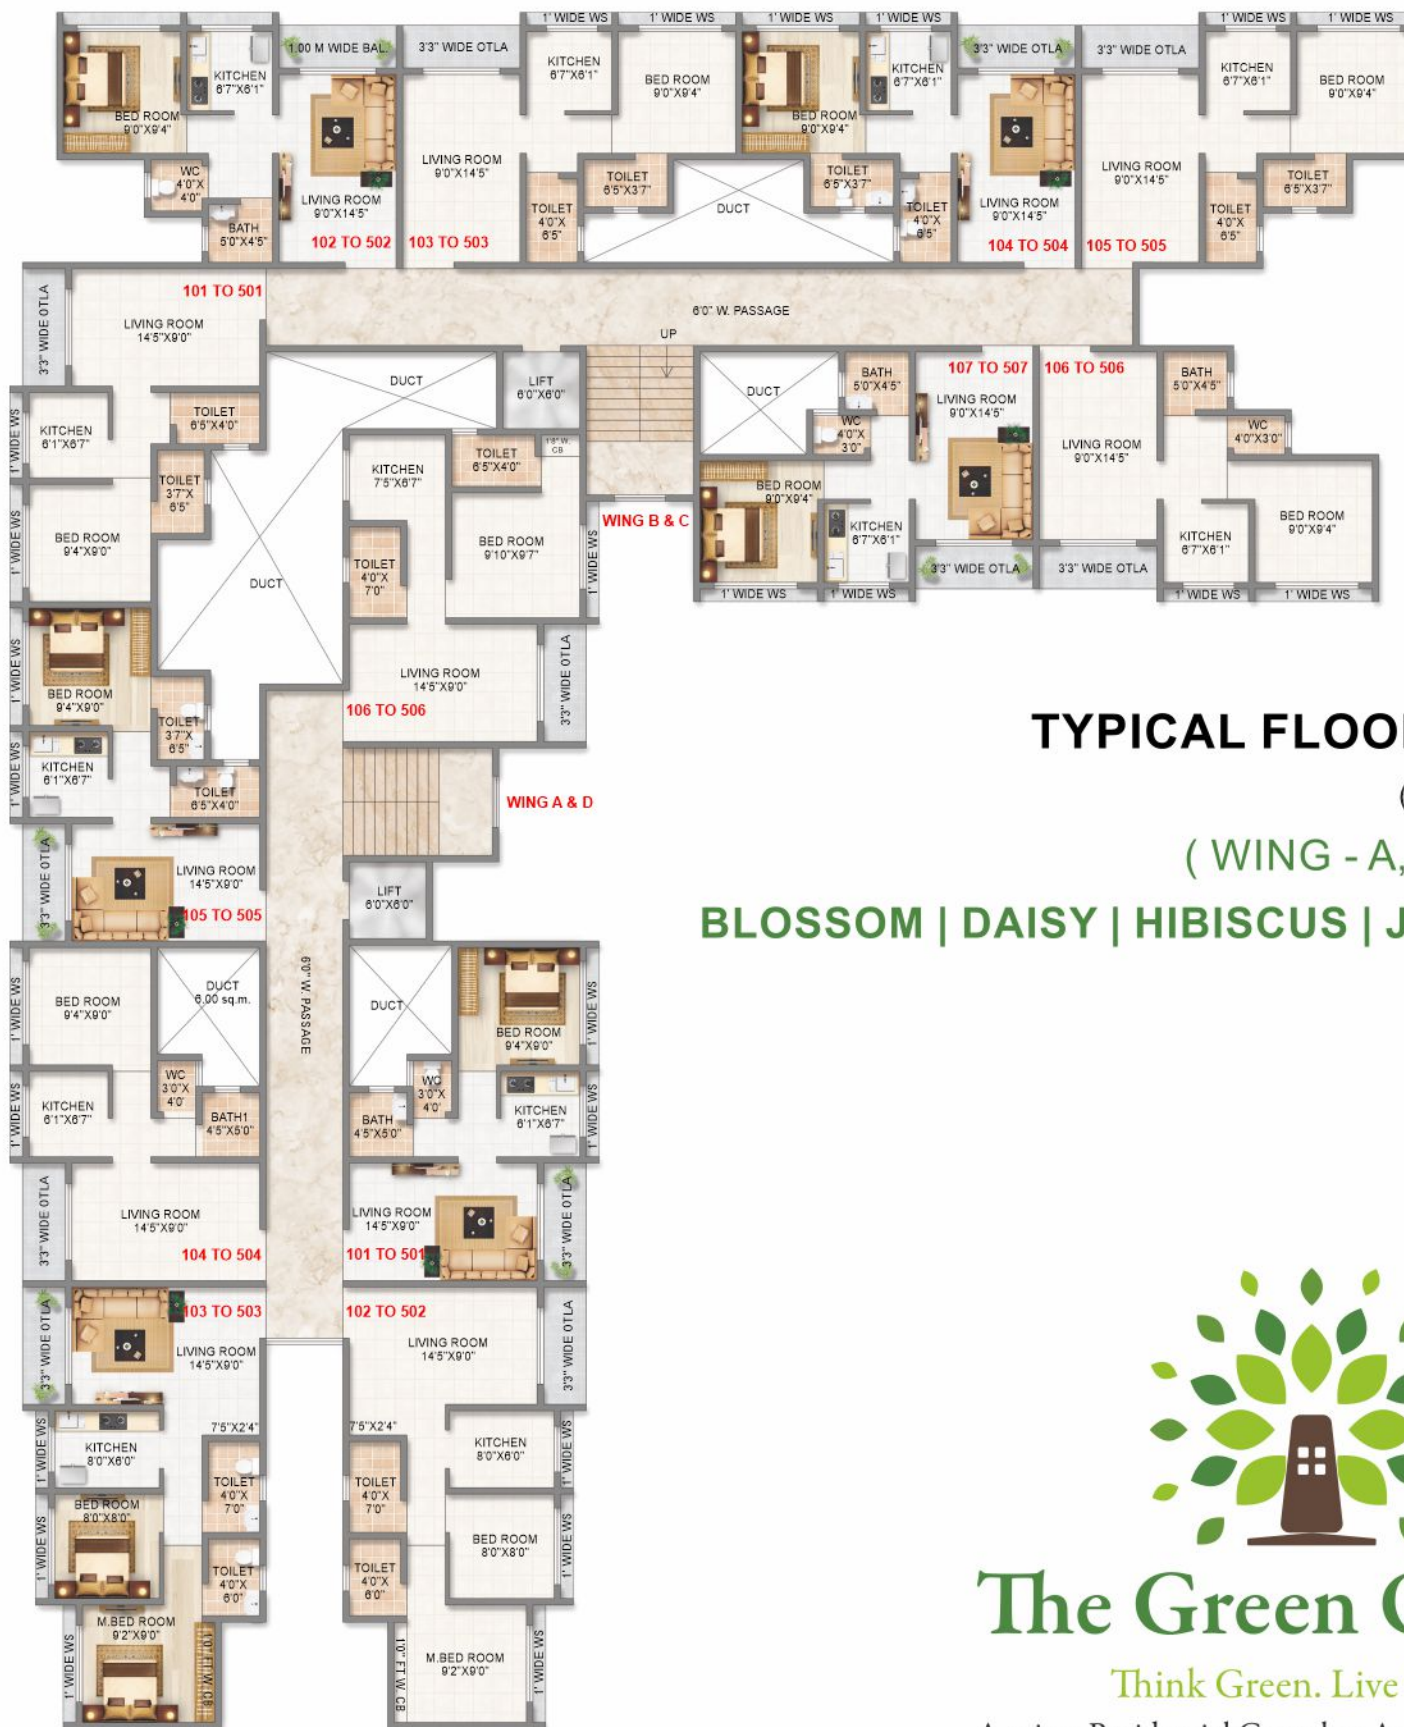 1' WIDE WS
1' WIDE WS
1' WIDE WS
1' WIDE WS
1' WIDE WS
1' WIDE WS
KITCHEN
6'7"X6'1"
1.00 M WIDE BAL.
3'3" WIDE OTLA
KITCHEN
6'7"X6'1"
BED ROOM
9'0"X9'4"
KITCHEN
6'7"X6'1"
3'3" WIDE OTLA
3'3" WIDE OTLA
KITCHEN
6'7"X6'1"
BED ROOM
9'0"X9'4"
BED ROOM
9'0"X9'4"
BED ROOM
9'0"X9'4"
WC
4'0"X
4'0"
LIVING ROOM
9'0"X14'5"
LIVING ROOM
9'0"X14'5"
TOILET
6'5"X3'7"
TOILET
6'5"X3'7"
LIVING ROOM
9'0"X14'5"
LIVING ROOM
9'0"X14'5"
TOILET
6'5"X3'7"
BATH
5'0"X4'5"
TOILET
4'0"X
6'5"
DUCT
TOILET
4'0"X
6'5"
TOILET
4'0"X
6'5"
102 TO 502
103 TO 503
104 TO 504
105 TO 505
101 TO 501
3'3" WIDE OTLA
LIVING ROOM
14'5"X9'0"
6'0" W. PASSAGE
UP
DUCT
LIFT
6'0"X6'0"
DUCT
BATH
5'0"X4'5"
107 TO 507
LIVING ROOM
9'0"X14'5"
106 TO 506
BATH
5'0"X4'5"
1' WIDE WS
KITCHEN
6'1"X6'7"
TOILET
6'5"X4'0"
WC
4'0"X
3'0"
LIVING ROOM
9'0"X14'5"
WC
4'0"X3'0"
KITCHEN
7'5"X6'7"
TOILET
6'5"X4'0"
1'8" W.
CB
TOILET
3'7"X
6'5"
BED ROOM
9'0"X9'4"
1' WIDE WS
BED ROOM
9'4"X9'0"
WING B & C
BED ROOM
9'10"X9'7"
1' WIDE WS
KITCHEN
6'7"X6'1"
KITCHEN
6'7"X6'1"
BED ROOM
9'0"X9'4"
DUCT
TOILET
4'0"X
7'0"
3'3" WIDE OTLA
3'3" WIDE OTLA
1' WIDE WS
1' WIDE WS
1' WIDE WS
1' WIDE WS
1' WIDE WS
BED ROOM
9'4"X9'0"
LIVING ROOM
14'5"X9'0"
3'3" WIDE OTLA
106 TO 506
TOILET
3'7"X
6'5"
TYPICAL FLOO
(
1' WIDE WS
KITCHEN
6'1"X6'7"
TOILET
6'5"X4'0"
WING A & D
( WING - A,
3'3" WIDE OTLA
LIVING ROOM
14'5"X9'0"
105 TO 505
LIFT
6'0"X6'0"
BLOSSOM | DAISY | HIBISCUS | J
1' WIDE WS
BED ROOM
9'4"X9'0"
DUCT
6.00 sq.m.
6'0" W. PASSAGE
DUCT
BED ROOM
9'4"X9'0"
1' WIDE WS
1' WIDE WS
KITCHEN
6'1"X6'7"
WC
3'0"X
4'0'
BATH1
4'5"X5'0"
WC
3'0"X
4'0'
BATH
4'5"X5'0"
KITCHEN
6'1"X6'7"
1' WIDE WS
3'3" WIDE OTLA
LIVING ROOM
14'5"X9'0"
104 TO 504
LIVING ROOM
14'5"X9'0"
101 TO 501
3'3" WIDE OTLA
3'3" WIDE OTLA
103 TO 503
LIVING ROOM
14'5"X9'0"
102 TO 502
LIVING ROOM
14'5"X9'0"
3'3" WIDE OTLA
7'5"X2'4"
7'5"X2'4"
1' WIDE WS
KITCHEN
8'0"X6'0"
KITCHEN
8'0"X6'0"
1' WIDE WS
TOILET
4'0"X
7'0"
TOILET
4'0"X
7'0"
1' WIDE WS
BED ROOM
8'0"X8'0"
BED ROOM
8'0"X8'0"
1' WIDE WS
TOILET
4'0"X
6'0"
TOILET
4'0"X
6'0"
1' WIDE WS
M.BED ROOM
9'2"X9'0"
1'0" FT W. CB
1'0" FT W. CB
M.BED ROOM
9'2"X9'0"
1' WIDE WS
The Green
Think Green. Live